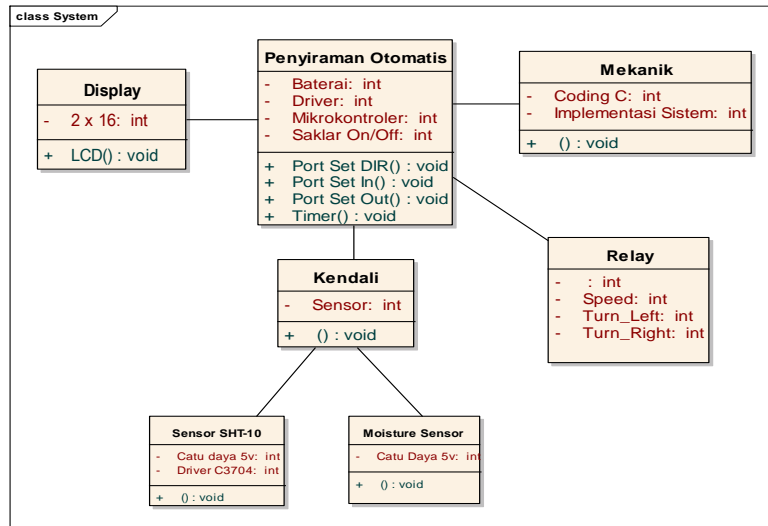 class System
Display
- 2 x 16: int
+ LCD() : void
Penyiraman Otomatis
- Baterai: int
- Driver: int
- Mikrokontroler: int
- Saklar On/Off: int
+ Port Set DIR() : void
+ Port Set In() : void
+ Port Set Out() : void
+ Timer() : void
Mekanik
- Coding C: int
- Implementasi Sistem: int
+ () : void
Kendali
- Sensor: int
+ () : void
Relay
- : int
- Speed: int
- Turn_Left: int
- Turn_Right: int
Sensor SHT-10
- Catu daya 5v: int
- Driver C3704: int
+ () : void
Moisture Sensor
- Catu Daya 5v: int
+ () : void